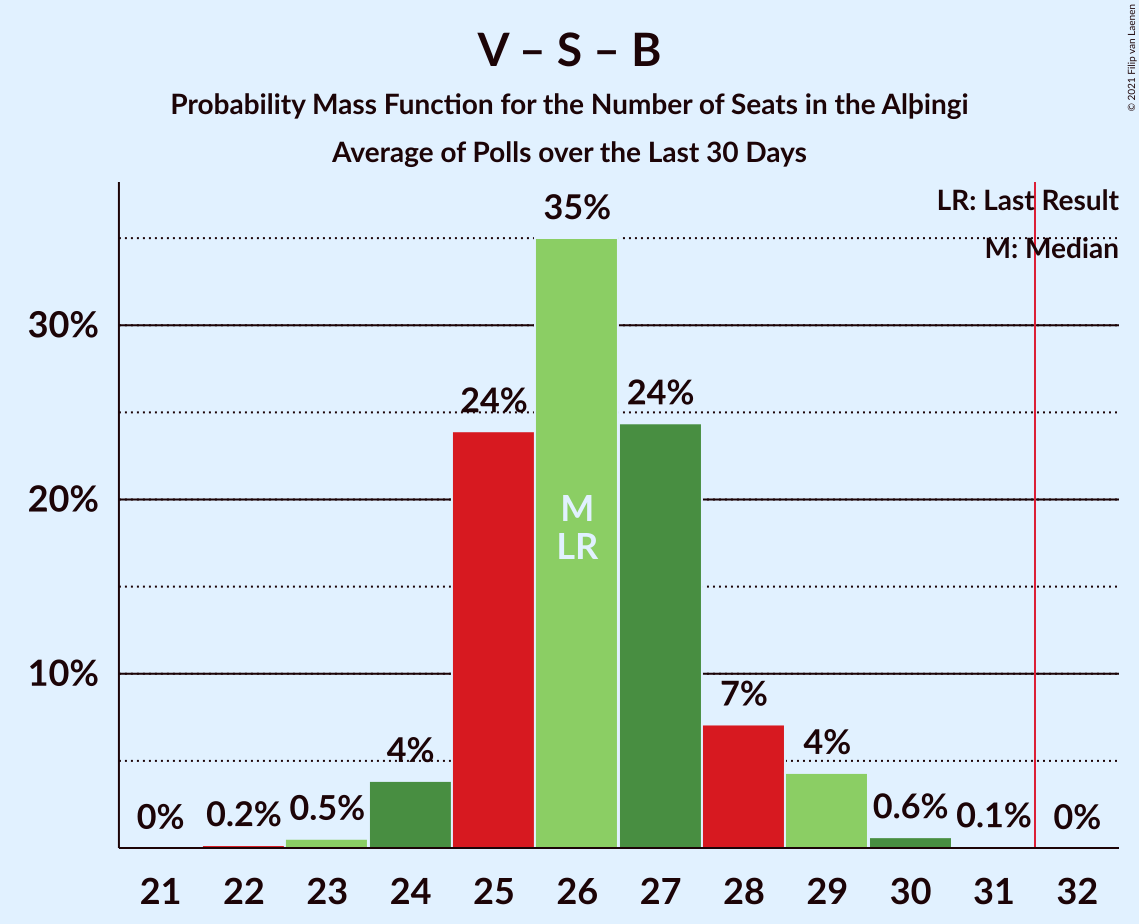 V – S – B
Probability Mass Function for the Number of Seats in the Alþingi
Average of Polls over the Last 30 Days
© 2021 Filip van Laenen
LR: Last Result
M: Median
30%
20%
10%
0%
0.2%
0.5%
4%
24%
35%
24%
7%
4%
0.6%
0.1%
0%
M
LR
21 22 23 24 25 26 27 28 29 30 31 32